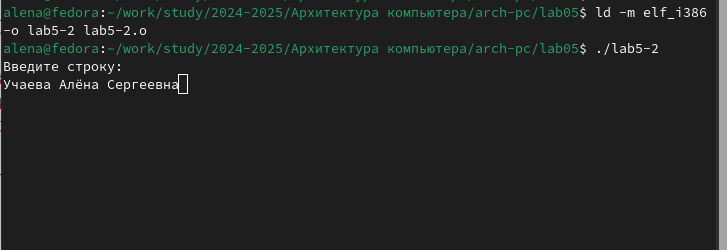 alena@fedora:~/work/study/2024-2025/Архитектура компьютера/arch-pc/lab05$ ld -m elf_i386
-o lab5-2 lab5-2.o
alena@fedora:~/work/study/2024-2025/Архитектура компьютера/arch-pc/lab05$ ./lab5-2
Введите строку:
Учаева Алёна Сергеевна